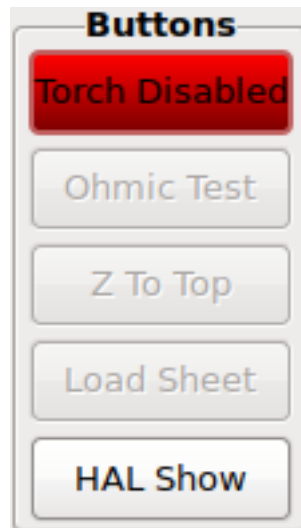 Buttons
Torch Disabled
Ohmic Test
Z To Top
Load Sheet
HAL Show